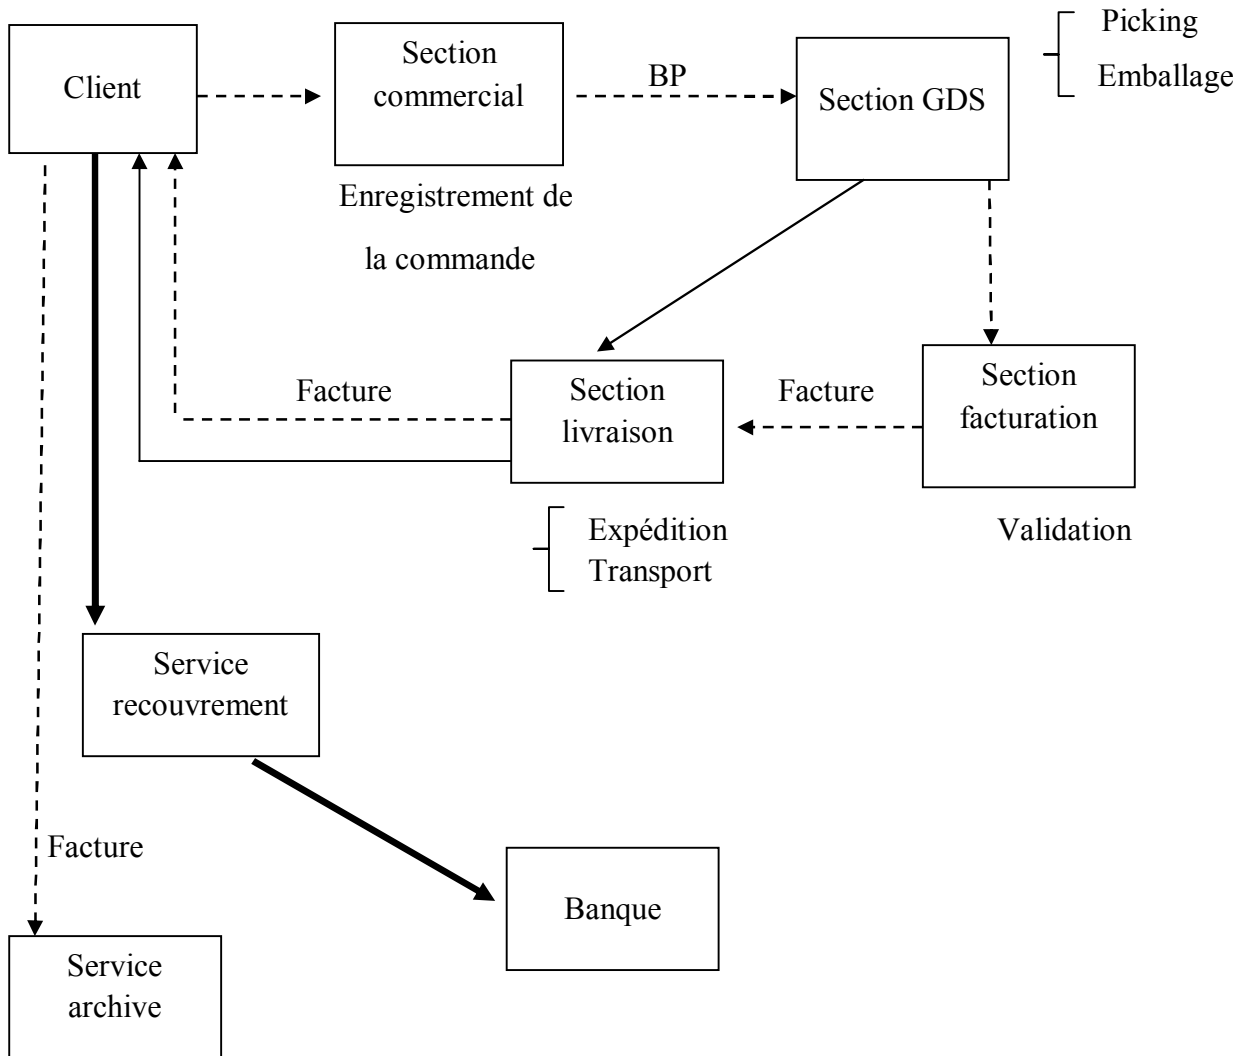 Client
Section
commercial
BP
Section GDS
Picking
Emballage
Enregistrement de
la commande
Facture
Section
livraison
Facture
Section
facturation
Expédition
Transport
Validation
Service
recouvrement
Facture
Banque
Service
archive